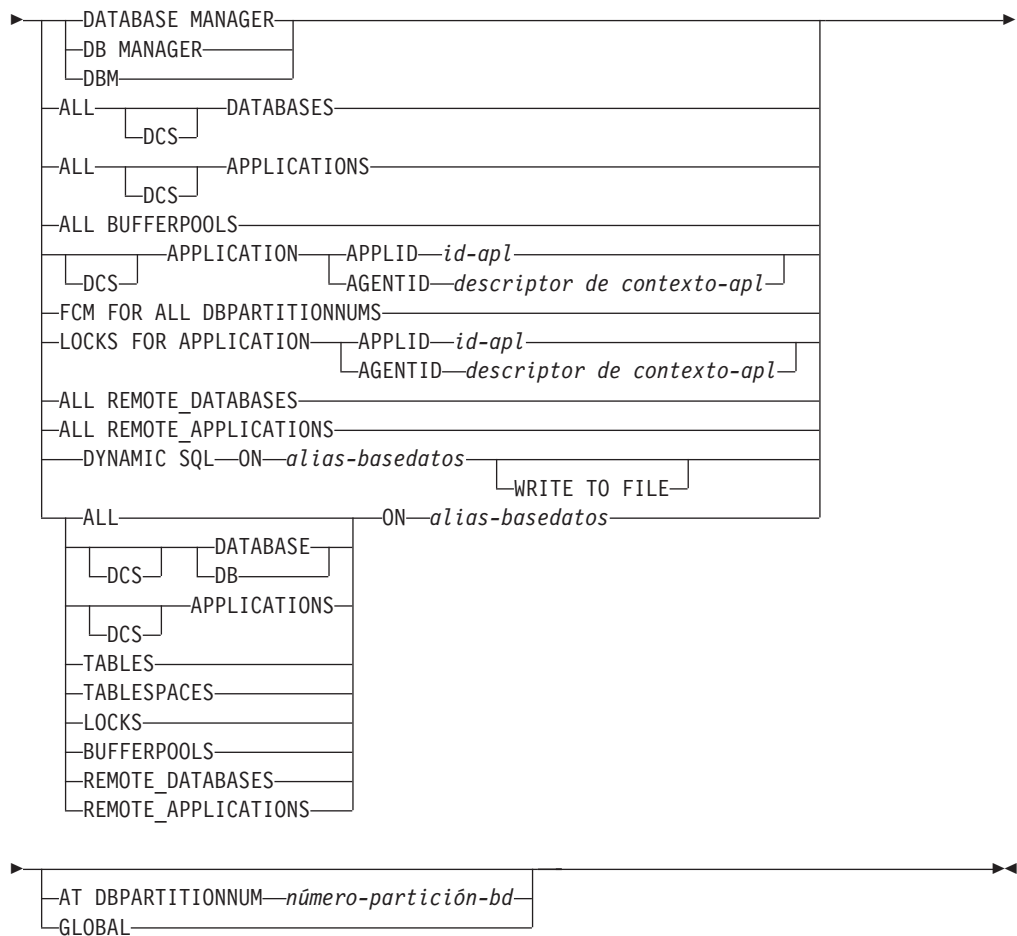 DATABASE MANAGER
DB MANAGER
DBM
ALL DATABASES
DCS
ALL APPLICATIONS
DCS
ALL BUFFERPOOLS
APPLICATION APPLID id-apl
DCS AGENTID descriptor de contexto-apl
FCM FOR ALL DBPARTITIONNUMS
LOCKS FOR APPLICATION APPLID id-apl
AGENTID descriptor de contexto-apl
ALL REMOTE_DATABASES
ALL REMOTE_APPLICATIONS
DYNAMIC SQL ON alias-basedatos
WRITE TO FILE
ALL ON alias-basedatos
DATABASE
DCS DB
APPLICATIONS
DCS
TABLES
TABLESPACES
LOCKS
BUFFERPOOLS
REMOTE_DATABASES
REMOTE_APPLICATIONS
AT DBPARTITIONNUM número-partición-bd
GLOBAL